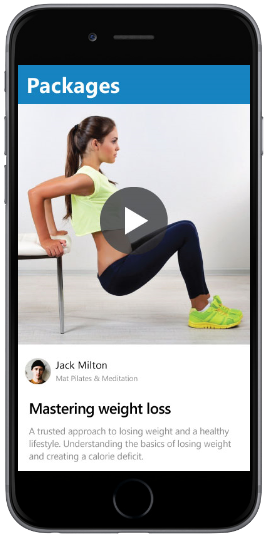 Packages
Jack Milton
Mat Pilates & Meditation
Mastering weight loss
A trusted approach to losing weight and a healthy
lifestyle. Understanding the basics of losing weight
and creating a calorie deficit.